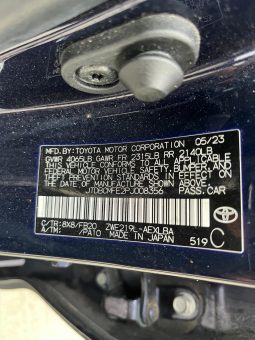 MFD. BY: TOYOTA MOTOR CORPORATION 05/23
GVWR 4065LB GAWR FR 2315LB RR 2140LB
THIS VEHICLE CONFORMS TO ALL APPLICABLE
FEDERAL MOTOR VEHICLE SAFETY, BUMPER, AND
THEFT PREVENTION STANDARDS IN EFFECT ON
THE DATE OF MANUFACTURE SHOWN ABOVE.
PASS.CAR
C/TR: 8X8/FB20 ZWE219L-AEXLBA
A/TM: -/PA10 MADE IN JAPAN 519 C